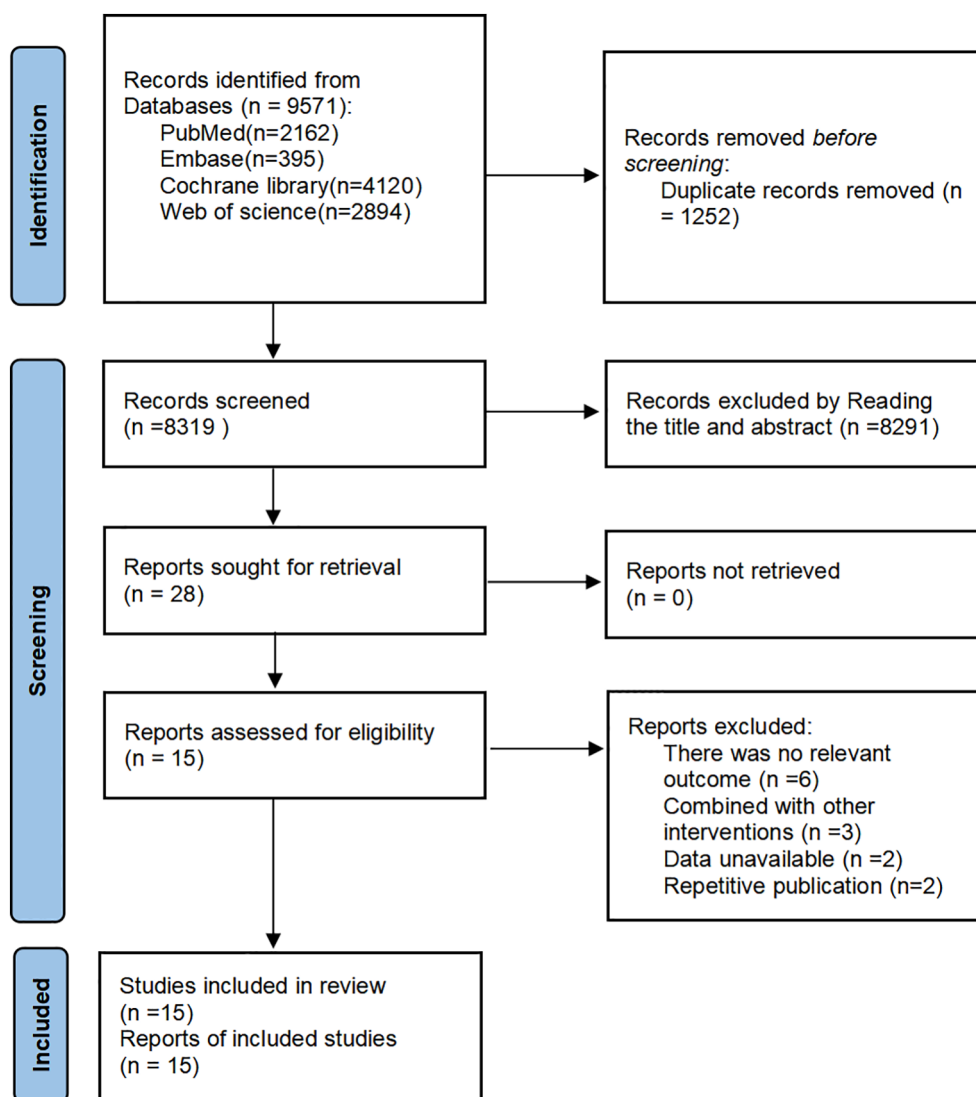 Identification
Records identified from
Databases (n = 9571):
PubMed(n=2162)
Embase(n=395)
Cochrane library(n=4120)
Web of science(n=2894)
Records removed before
screening:
Duplicate records removed (n
= 1252)
Screening
Records screened
(n =8319 )
Records excluded by Reading
the title and abstract (n =8291)
Reports sought for retrieval
(n = 28)
Reports not retrieved
(n = 0)
Reports assessed for eligibility
(n = 15)
Reports excluded:
There was no relevant
outcome (n =6)
Combined with other
interventions (n =3)
Data unavailable (n =2)
Repetitive publication (n=2)
Included
Studies included in review
(n =15)
Reports of included studies
(n = 15)